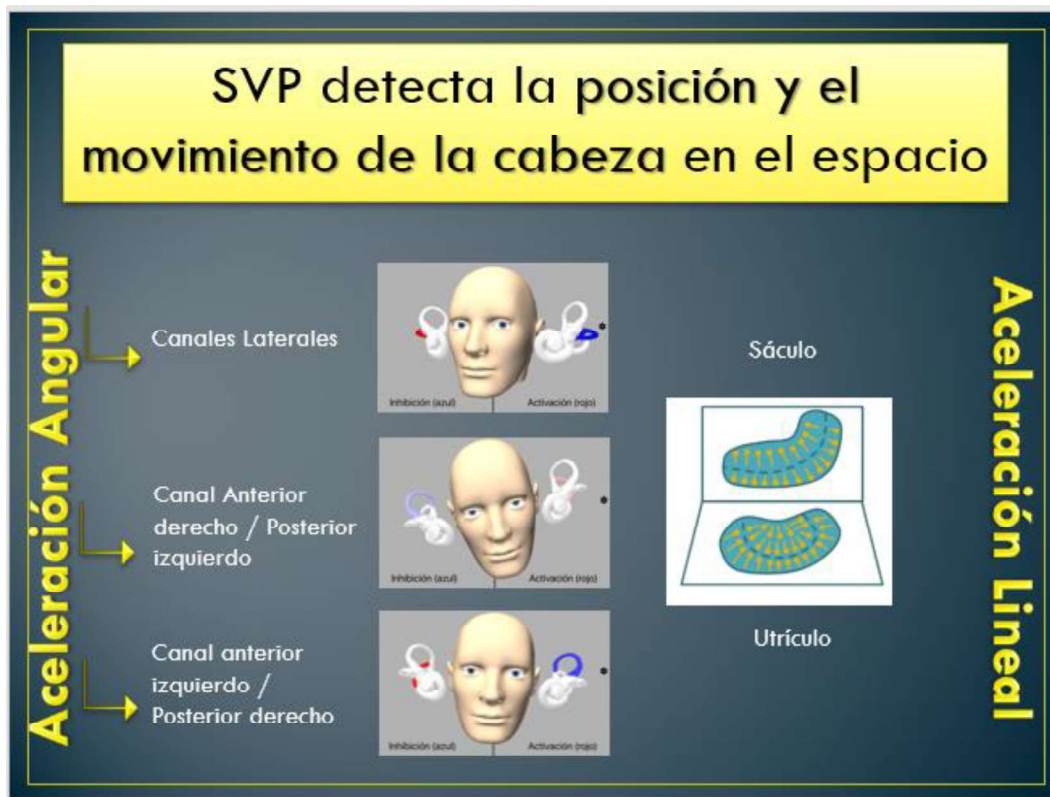 SVP detecta la posición y el
movimiento de la cabeza en el espacio
Aceleración Angular
Canales Laterales
Inhibición (azul) Activación (rojo)
Canal Anterior
derecho / Posterior
izquierdo
Inhibición (azul) Activación (rojo)
Canal anterior
izquierdo /
Posterior derecho
Inhibición (azul) Activación (rojo)
Sáculo
Utrículo
Aceleración Lineal